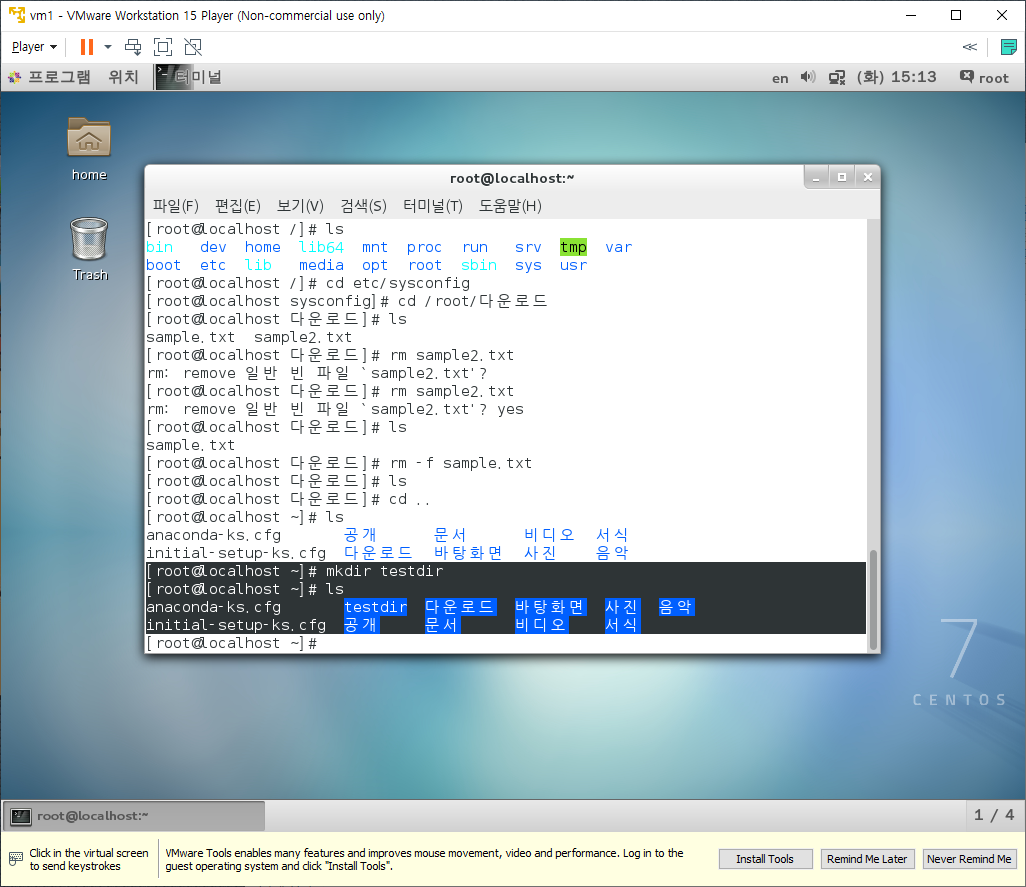 vm1 - VMware Workstation 15 Player (Non-commercial use only)
Player
프로그램 위치 터미널 en (화) 15:13 root
home
Trash
root@localhost:~
파일(F) 편집(E) 보기(V) 검색(S) 터미널(T) 도움말(H)
[root@localhost /]# ls
bin dev home lib64 mnt proc run srv tmp var
boot etc lib media opt root sbin sys usr
[root@localhost /]# cd etc/sysconfig
[root@localhost sysconfig]# cd /root/다운로드
[root@localhost 다운로드]# ls
sample.txt sample2.txt
[root@localhost 다운로드]# rm sample2.txt
rm: remove 일반 빈 파일 `sample2.txt'?
[root@localhost 다운로드]# rm sample2.txt
rm: remove 일반 빈 파일 `sample2.txt'? yes
[root@localhost 다운로드]# ls
sample.txt
[root@localhost 다운로드]# rm -f sample.txt
[root@localhost 다운로드]# ls
[root@localhost 다운로드]# cd ..
[root@localhost ~]# ls
anaconda-ks.cfg 공개 문서 비디오 서식
initial-setup-ks.cfg 다운로드 바탕화면 사진 음악
[root@localhost ~]# mkdir testdir
[root@localhost ~]# ls
anaconda-ks.cfg testdir 다운로드 바탕화면 사진 음악
initial-setup-ks.cfg 공개 문서 비디오 서식
[root@localhost ~]#
7
CENTOS
root@localhost:~ 1 / 4
Click in the virtual screen
to send keystrokes
VMware Tools enables many features and improves mouse movement, video and performance. Log in to the
guest operating system and click "Install Tools".
Install Tools Remind Me Later Never Remind Me